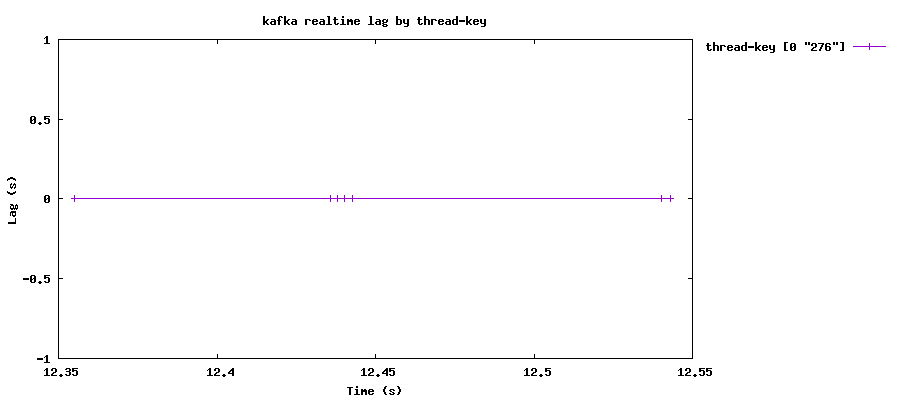 kafka realtime lag by thread-key
thread-key [0 "276"]
1
0.5
0
-0.5
-1
Lag (s)
12.35 12.4 12.45 12.5 12.55
Time (s)